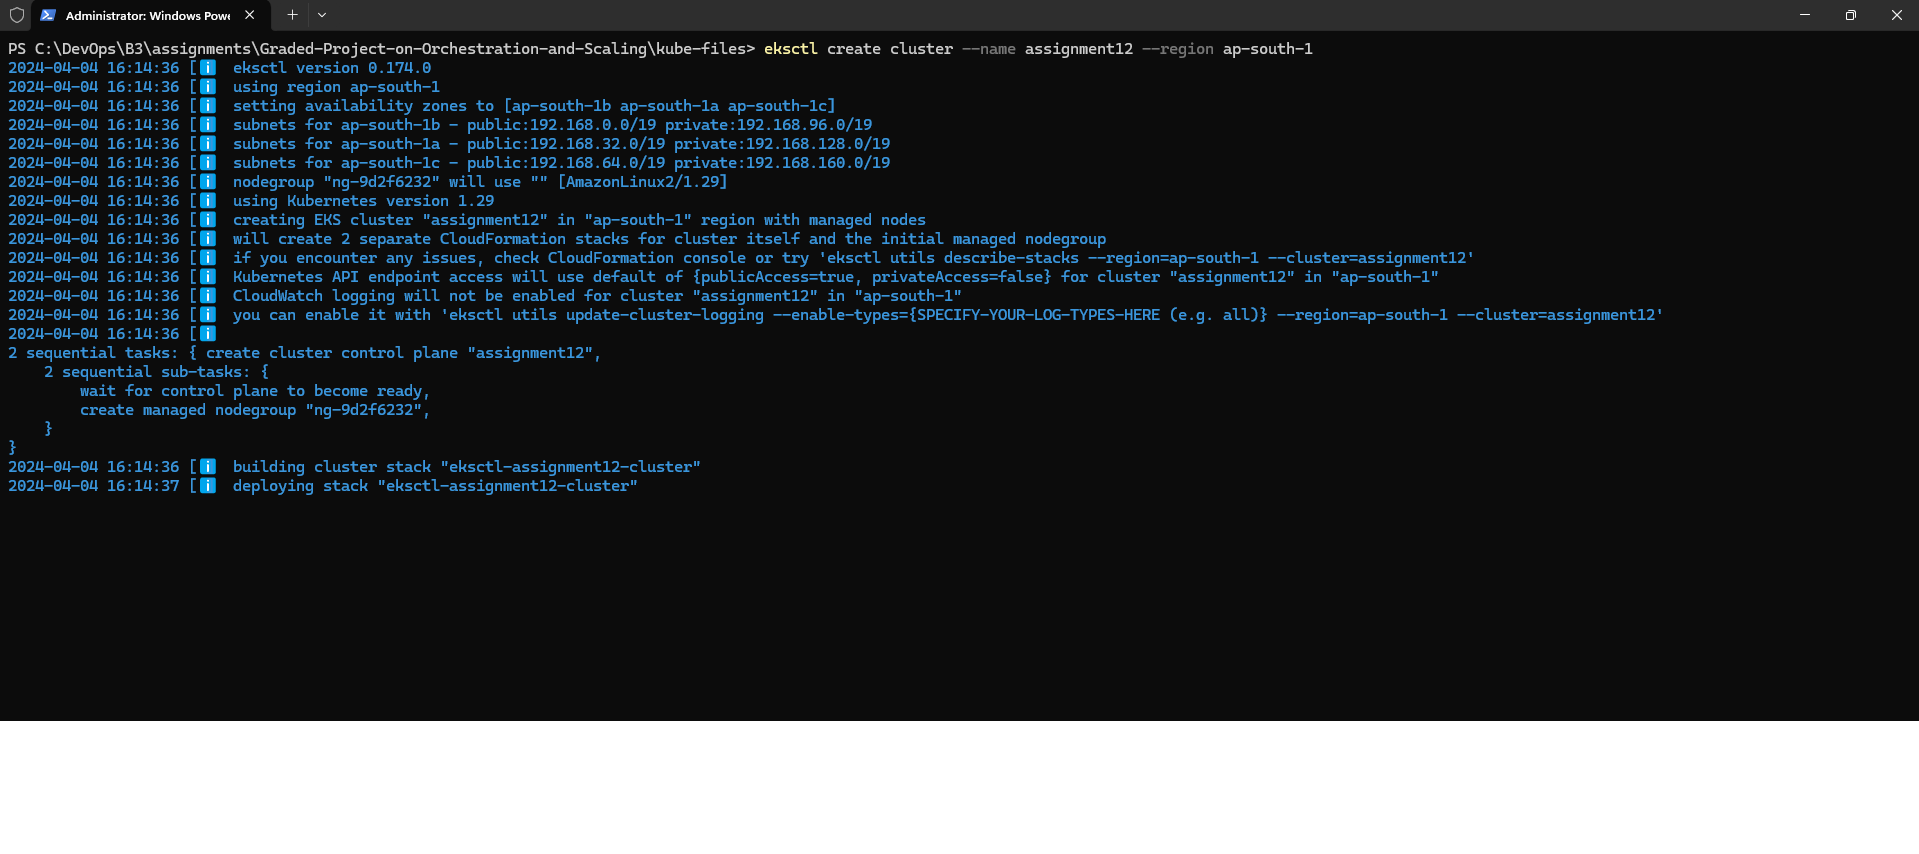 Administrator: Windows Powe
PS C:\DevOps\B3\assignments\Graded-Project-on-Orchestration-and-Scaling\kube-files> eksctl create cluster --name assignment12 --region ap-south-1
2024-04-04 16:14:36 [ℹ]  eksctl version 0.174.0
2024-04-04 16:14:36 [ℹ]  using region ap-south-1
2024-04-04 16:14:36 [ℹ]  setting availability zones to [ap-south-1b ap-south-1a ap-south-1c]
2024-04-04 16:14:36 [ℹ]  subnets for ap-south-1b - public:192.168.0.0/19 private:192.168.96.0/19
2024-04-04 16:14:36 [ℹ]  subnets for ap-south-1a - public:192.168.32.0/19 private:192.168.128.0/19
2024-04-04 16:14:36 [ℹ]  subnets for ap-south-1c - public:192.168.64.0/19 private:192.168.160.0/19
2024-04-04 16:14:36 [ℹ]  nodegroup "ng-9d2f6232" will use "" [AmazonLinux2/1.29]
2024-04-04 16:14:36 [ℹ]  using Kubernetes version 1.29
2024-04-04 16:14:36 [ℹ]  creating EKS cluster "assignment12" in "ap-south-1" region with managed nodes
2024-04-04 16:14:36 [ℹ]  will create 2 separate CloudFormation stacks for cluster itself and the initial managed nodegroup
2024-04-04 16:14:36 [ℹ]  if you encounter any issues, check CloudFormation console or try 'eksctl utils describe-stacks --region=ap-south-1 --cluster=assignment12'
2024-04-04 16:14:36 [ℹ]  Kubernetes API endpoint access will use default of {publicAccess=true, privateAccess=false} for cluster "assignment12" in "ap-south-1"
2024-04-04 16:14:36 [ℹ]  CloudWatch logging will not be enabled for cluster "assignment12" in "ap-south-1"
2024-04-04 16:14:36 [ℹ]  you can enable it with 'eksctl utils update-cluster-logging --enable-types={SPECIFY-YOUR-LOG-TYPES-HERE (e.g. all)} --region=ap-south-1 --cluster=assignment12'
2024-04-04 16:14:36 [ℹ]
2 sequential tasks: { create cluster control plane "assignment12",
    2 sequential sub-tasks: {
        wait for control plane to become ready,
        create managed nodegroup "ng-9d2f6232",
    }
}
2024-04-04 16:14:36 [ℹ]  building cluster stack "eksctl-assignment12-cluster"
2024-04-04 16:14:37 [ℹ]  deploying stack "eksctl-assignment12-cluster"